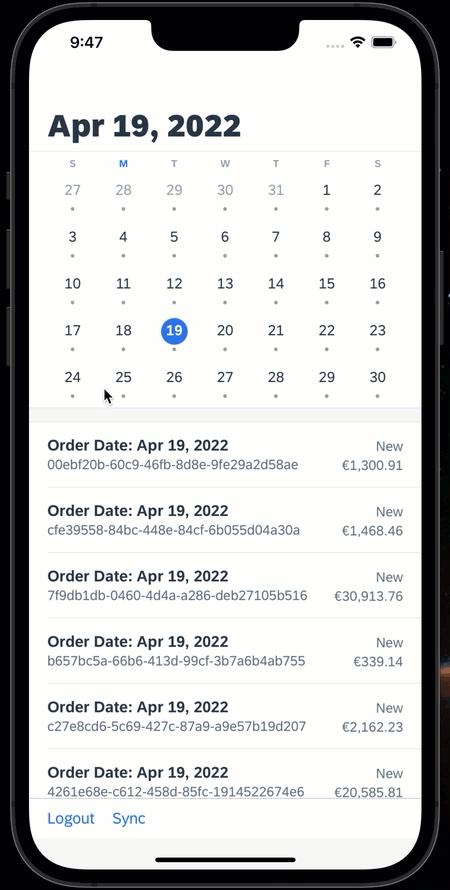 9:47
Apr 19, 2022
S M T W T F S
27 28 29 30 31 1 2
3 4 5 6 7 8 9
10 11 12 13 14 15 16
17 18 19 20 21 22 23
24 25 26 27 28 29 30
Order Date: Apr 19, 2022 New
00ebf20b-60c9-46fb-8d8e-9fe29a2d58ae €1,300.91
Order Date: Apr 19, 2022 New
cfe39558-84bc-448e-84cf-6b055d04a30a €1,468.46
Order Date: Apr 19, 2022 New
7f9db1db-0460-4d4a-a286-deb27105b516 €30,913.76
Order Date: Apr 19, 2022 New
b657bc5a-66b6-413d-99cf-3b7a6b4ab755 €339.14
Order Date: Apr 19, 2022 New
c27e8cd6-5c69-427c-87a9-a9e57b19d207 €2,162.23
Order Date: Apr 19, 2022 New
4261e68e-c612-458d-85fc-1914522674e6 €20,585.81
Logout Sync